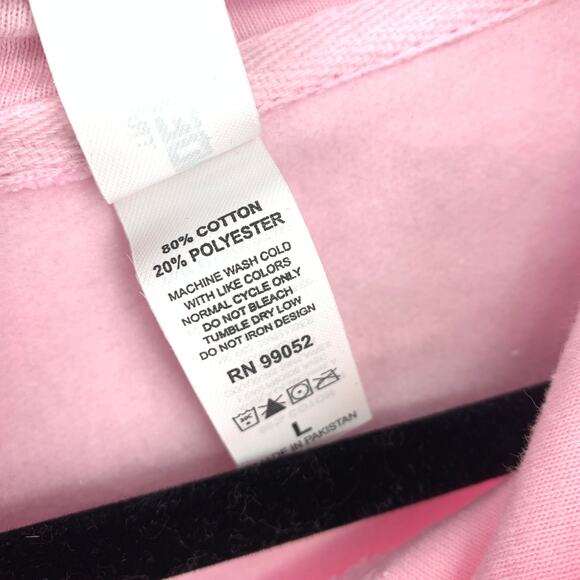 80% COTTON
20% POLYESTER
MACHINE WASH COLD
WITH LIKE COLORS
NORMAL CYCLE ONLY
DO NOT BLEACH
TUMBLE DRY LOW
DO NOT IRON DESIGN
RN 99052
L
MADE IN PAKISTAN